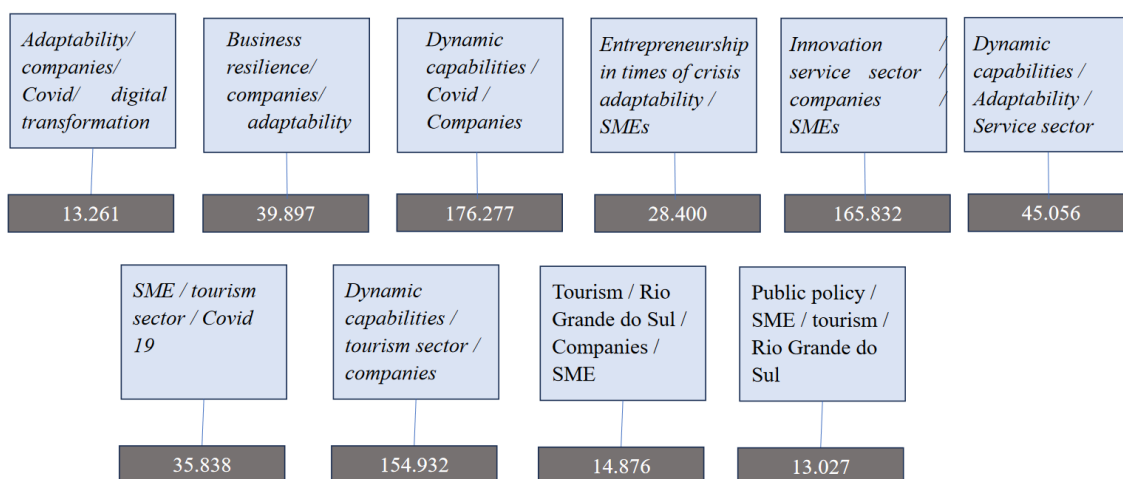 Adaptability/
companies/
Covid/ digital
transformation
Business
resilience/
companies/
adaptability
Dynamic
capabilities /
Covid /
Companies
Entrepreneurship
in times of crisis
adaptability /
SMEs
Innovation /
service sector /
companies /
SMEs
Dynamic
capabilities /
Adaptability /
Service sector
13.261
39.897
176.277
28.400
165.832
45.056
SME / tourism
sector / Covid
19
Dynamic
capabilities /
tourism sector /
companies
Tourism / Rio
Grande do Sul /
Companies /
SME
Public policy /
SME / tourism /
Rio Grande do
Sul
35.838
154.932
14.876
13.027